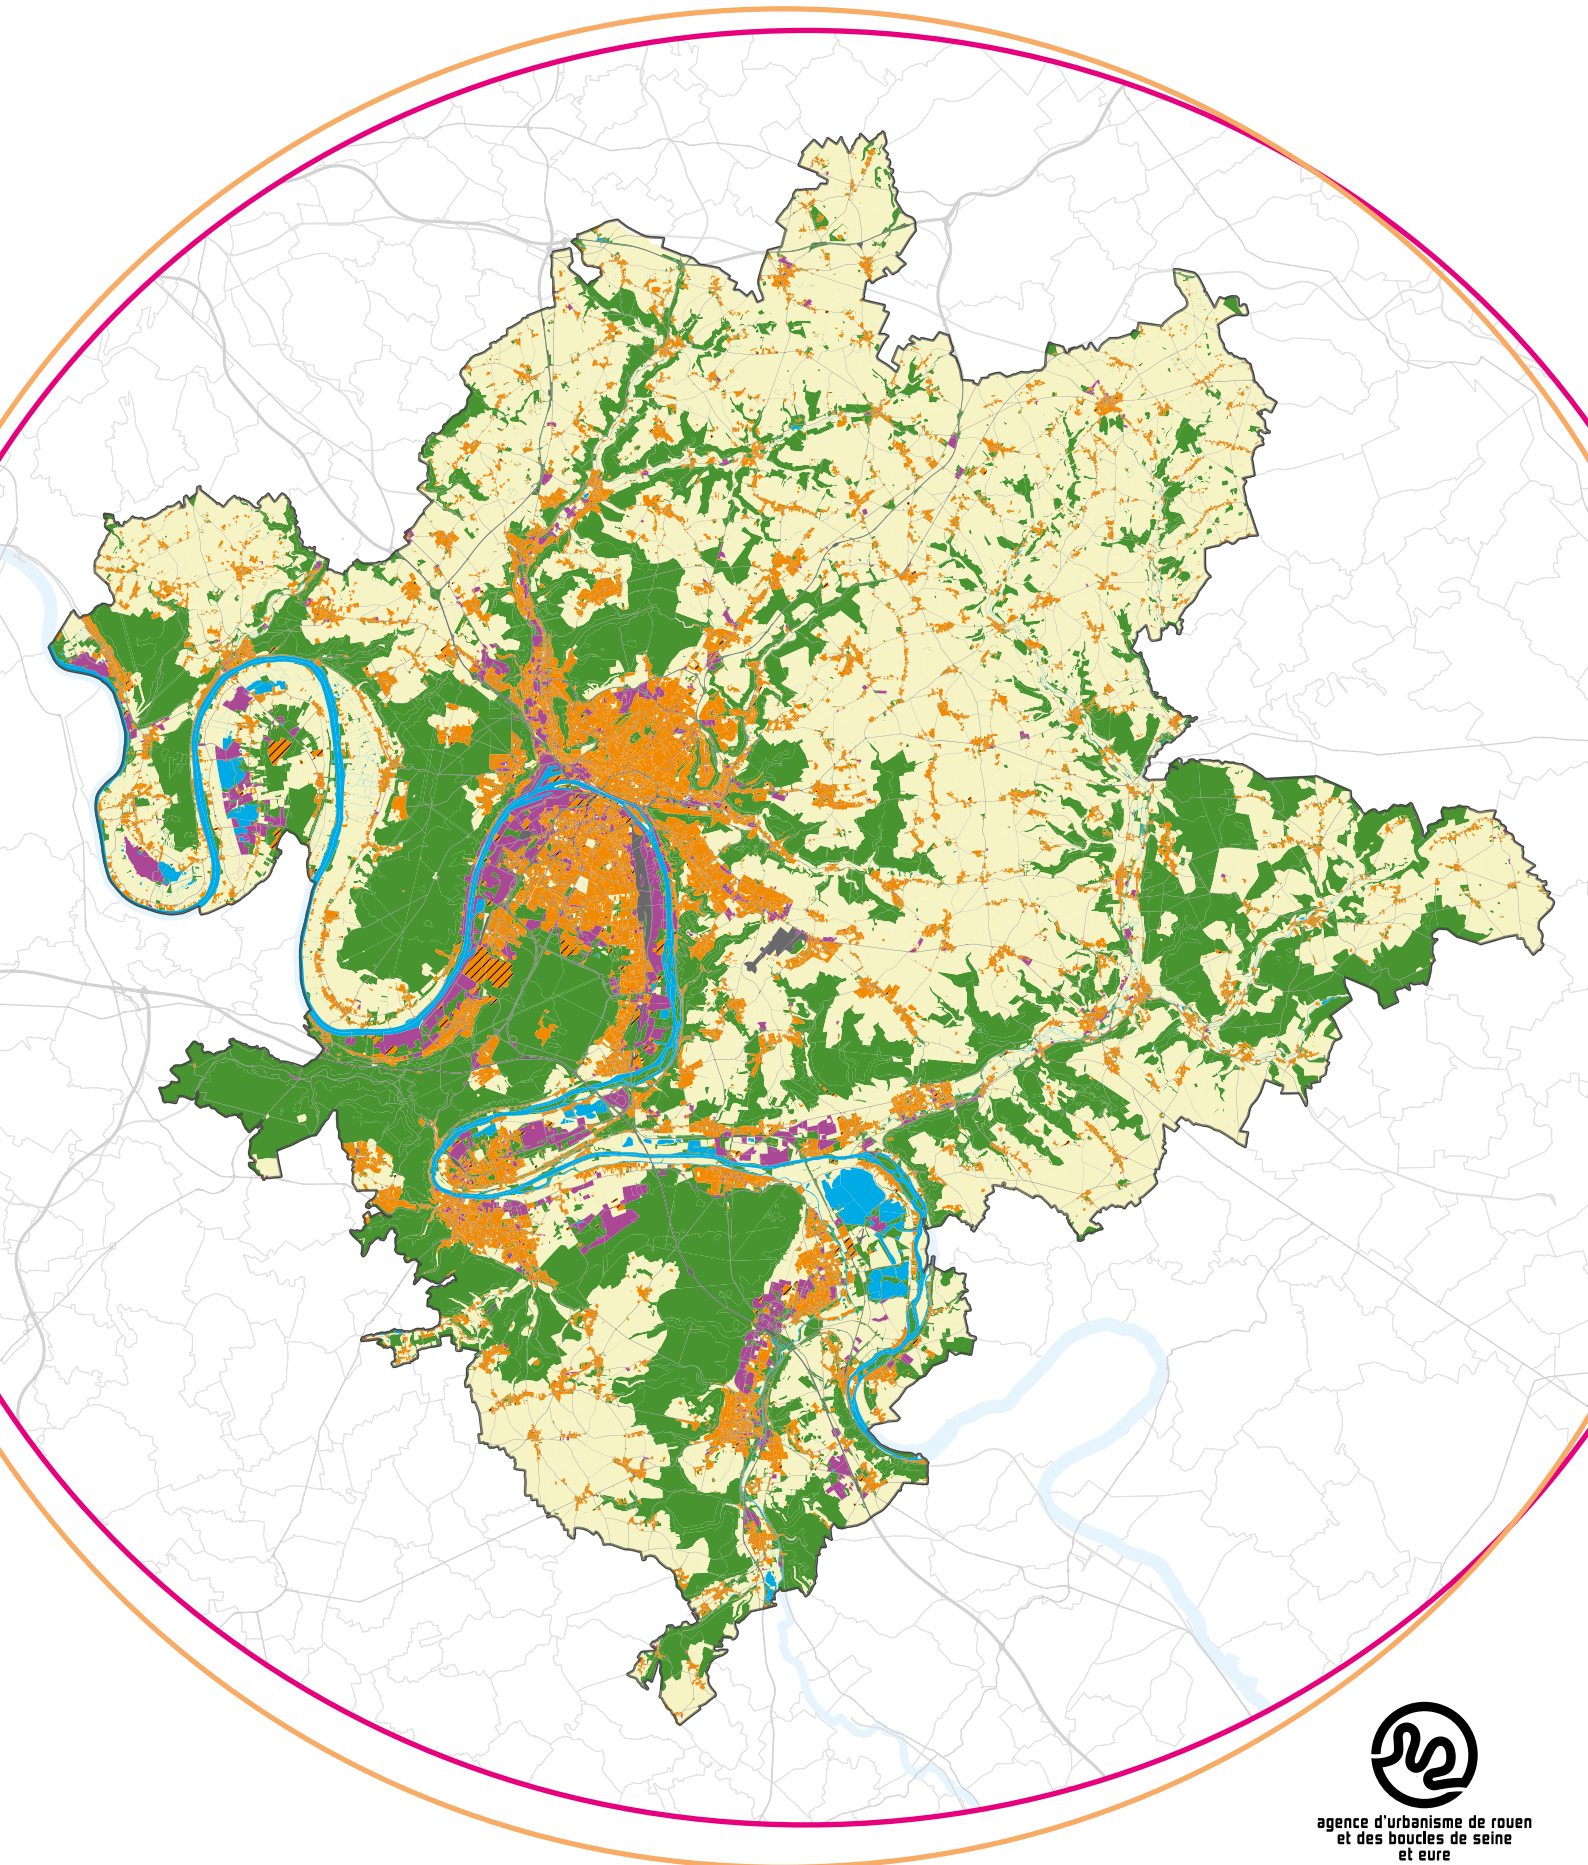 agence d'urbanisme de rouen
et des boucles de seine
et eure